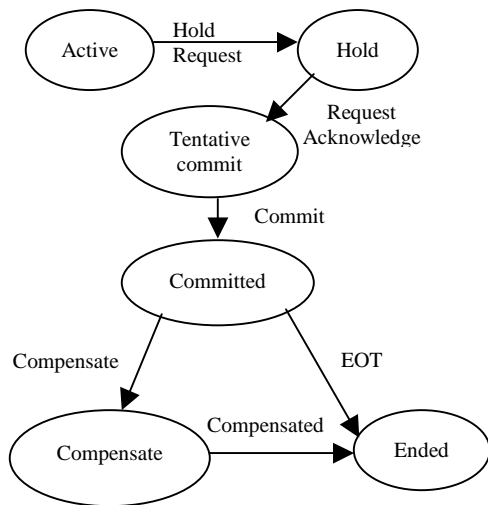 Hold
Active
Request
Hold
Request
Acknowledge
Tentative
commit
Commit
Committed
Compensate
EOT
Compensated
Compensate
Ended